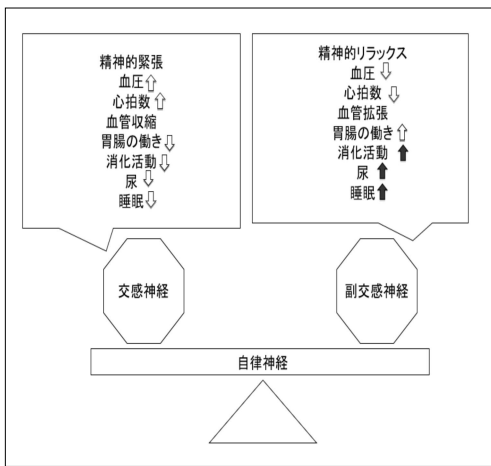 精神的緊張
血圧⇧
心拍数⇧
血管収縮
胃腸の働き⇩
消化活動⇩
尿⇩
睡眠⇩
精神的リラックス
血圧⇩
心拍数⇩
血管拡張
胃腸の働き⇧
消化活動⬆
尿⬆
睡眠⬆
交感神経
副交感神経
自律神経